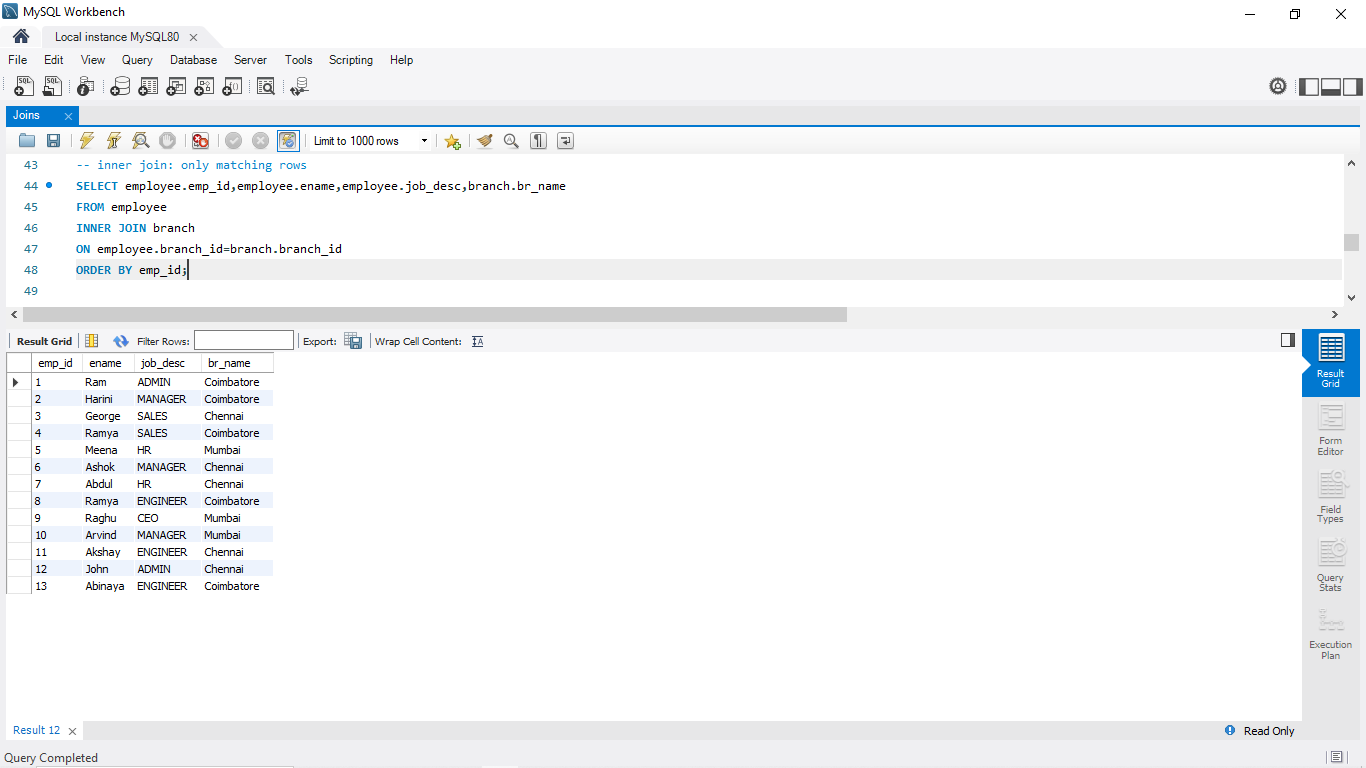 MySQL Workbench
Local instance MySQL80
File Edit View Query Database Server Tools Scripting Help
SQL SQL
Joins
Limit to 1000 rows
43 -- inner join: only matching rows
44 SELECT employee.emp_id,employee.ename,employee.job_desc,branch.br_name
45 FROM employee
46 INNER JOIN branch
47 ON employee.branch_id=branch.branch_id
48 ORDER BY emp_id;
49
Result Grid Filter Rows: Export: Wrap Cell Content:
emp_id ename job_desc br_name
1 Ram ADMIN Coimbatore
2 Harini MANAGER Coimbatore
3 George SALES Chennai
4 Ramya SALES Coimbatore
5 Meena HR Mumbai
6 Ashok MANAGER Chennai
7 Abdul HR Chennai
8 Ramya ENGINEER Coimbatore
9 Raghu CEO Mumbai
10 Arvind MANAGER Mumbai
11 Akshay ENGINEER Chennai
12 John ADMIN Chennai
13 Abinaya ENGINEER Coimbatore
Result
Grid
Form
Editor
Field
Types
Query
Stats
Execution
Plan
Result 12
Read Only
Query Completed